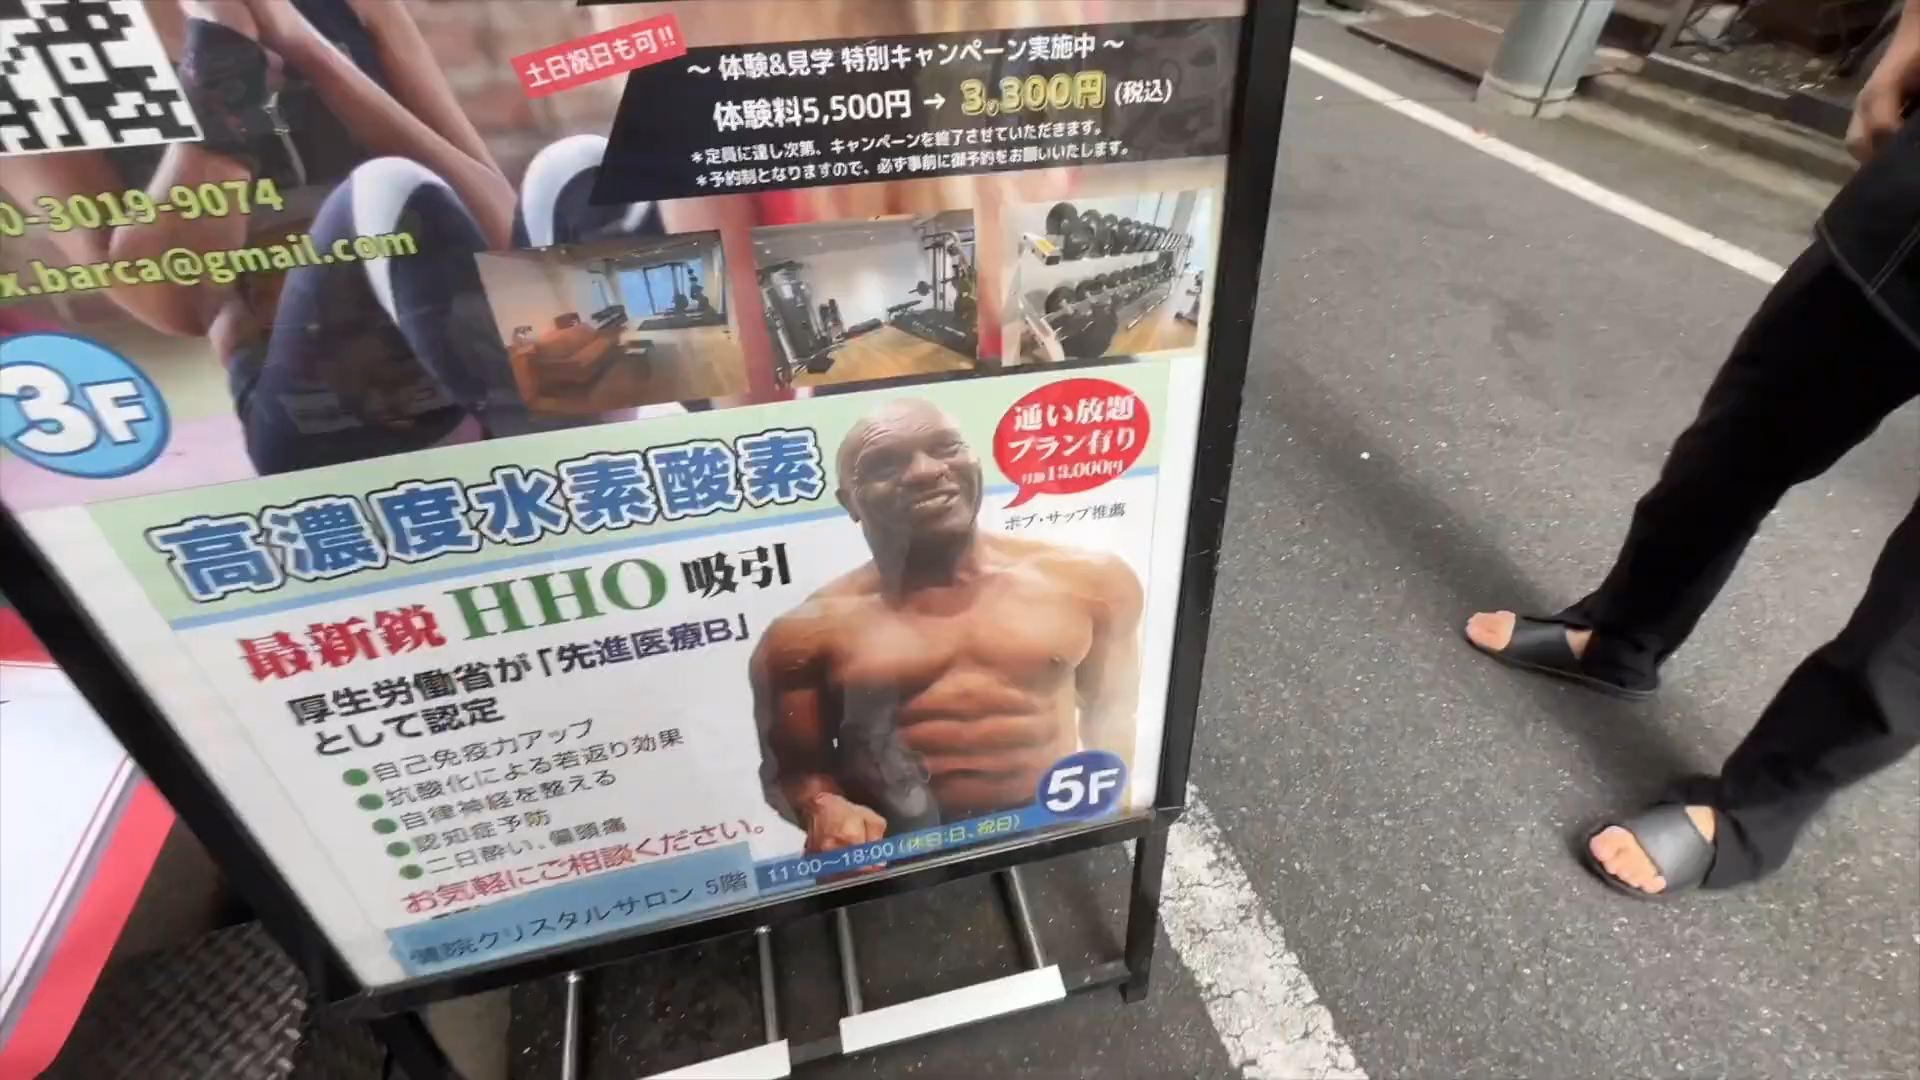 土日祝日も可!!
～ 体験&見学 特別キャンペーン実施中 ～
体験料5,500円 → 3,300円 (税込)
＊定員に達し次第、キャンペーンを終了させていただきます。
＊予約制となりますので、必ず事前に御予約をお願いいたします。
0-3019-9074
x.barca@gmail.com
3F
通い放題
プラン有り
13,000円
ボブ・サップ推薦
高濃度水素酸素
最新鋭 HHO 吸引
厚生労働省が「先進医療B」
として認定
●自己免疫力アップ
●抗酸化による若返り効果
●自律神経を整える
●認知症予防
●二日酔い、偏頭痛
お気軽にご相談ください。
5F
院クリスタルサロン 5階
11:00～18:00 (休日:日、祝日)